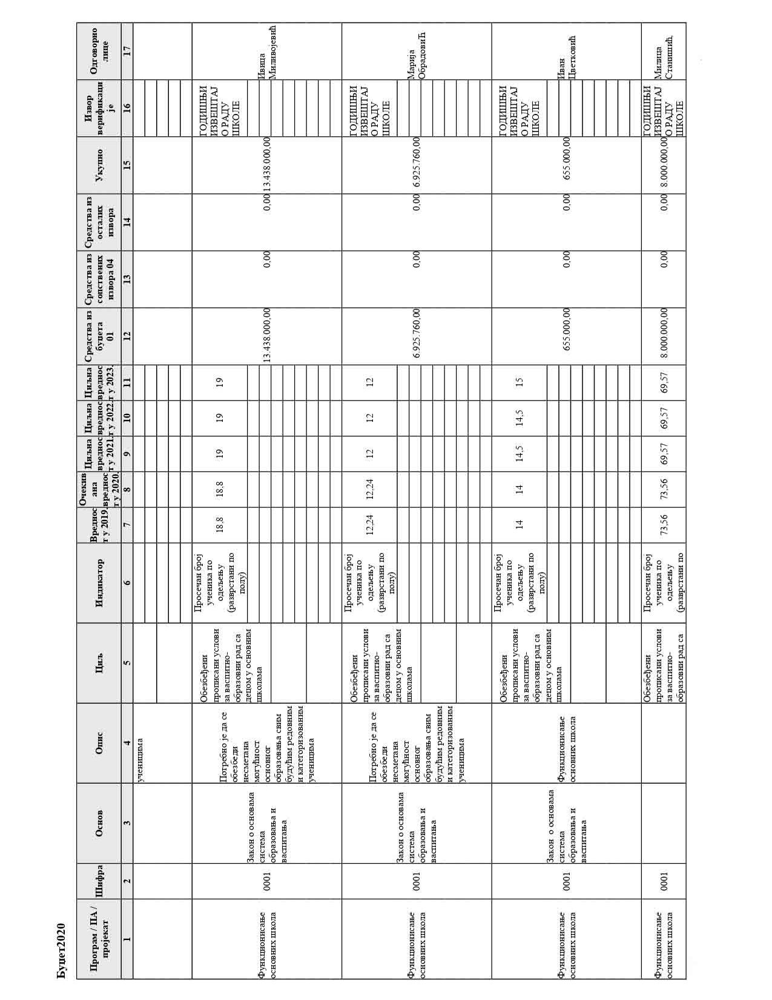 Буџет2020
Програм / ПА /
пројекат
Шифра
Основ
Опис
Циљ
Индикатор
Вреднос
т у 2019.
Очекив
ана
вреднос
т у 2020.
Циљна
вреднос
т у 2021.
Циљна
вреднос
т у 2022.
Циљна
вреднос
т у 2023.
Средства из
буџета
01
Средства из
сопствених
извора 04
Средства из
осталих
извора
Укупно
Извор
верификаци
је
Одговорно
лице
1
2
3
4
5
6
7
8
9
10
11
12
13
14
15
16
17
ученицима
Функционисање
основних школа
0001
Закон о основама
система
образовања и
васпитања
Потребно је да се
обезбеди
несметана
могућност
основног
образовања свим
будућим редовним
и категоризованим
ученицима
Обезбеђени
прописани услови
за васпитно-
образовни рад са
децом у основним
школама
Просечан број
ученика по
одељењу
(разврстани по
полу)
18,8
18,8
19
19
19
13.438.000,00
0,00
0,00
13.438.000,00
ГОДИШЊИ
ИЗВЕШТАЈ
О РАДУ
ШКОЛЕ
Ивица
Миливојевић
Функционисање
основних школа
0001
Закон о основама
система
образовања и
васпитања
Потребно је да се
обезбеди
несметана
могућност
основног
образовања свим
будућим редовним
и категоризованим
ученицима
Обезбеђени
прописани услови
за васпитно-
образовни рад са
децом у основним
школама
Просечан број
ученика по
одељењу
(разврстани по
полу)
12,24
12,24
12
12
12
6.925.760,00
0,00
0,00
6.925.760,00
ГОДИШЊИ
ИЗВЕШТАЈ
О РАДУ
ШКОЛЕ
Марија
ОбрадовиЋ
Функционисање
основних школа
0001
Закон о основама
система
образовања и
васпитања
Функционисање
основних школа
Обезбеђени
прописани услови
за васпитно-
образовни рад са
децом у основним
школама
Просечан број
ученика по
одељењу
(разврстани по
полу)
14
14
14,5
14,5
15
655.000,00
0,00
0,00
655.000,00
ГОДИШЊИ
ИЗВЕШТАЈ
О РАДУ
ШКОЛЕ
Иван
Цветковић
Функционисање
основних школа
0001
Обезбеђени
прописани услови
за васпитно-
образовни рад са
Просечан број
ученика по
одељењу
(разврстани по
73,56
73,56
69,57
69,57
69,57
8.000.000,00
0,00
0,00
8.000.000,00
ГОДИШЊИ
ИЗВЕШТАЈ
О РАДУ
ШКОЛЕ
Милица
Станишић,